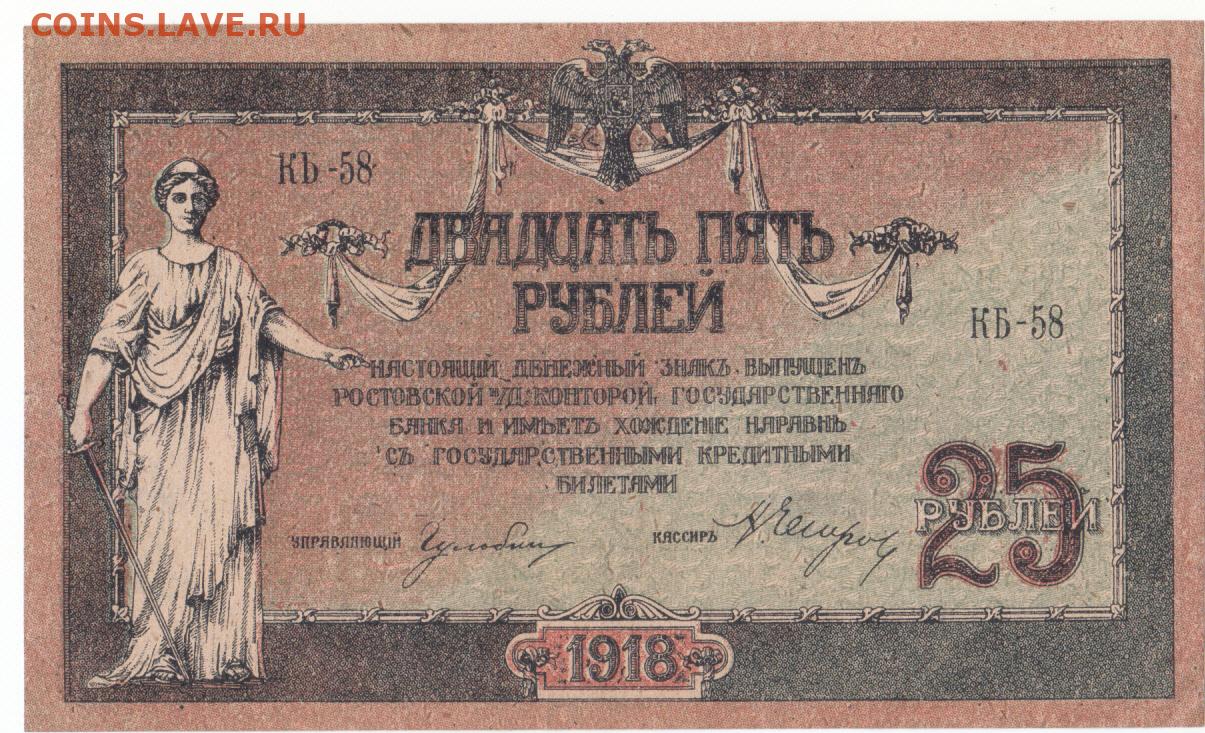 COINS.LAVE.RU
КЬ-58
ДВАДЦАТЬ ПЯТЬ
РУБЛЕЙ
КБ-58
НАСТОЯЩІЙ ДЕНЕЖНЫЙ ЗНАКЪ ВЫПУЩЕНЪ
РОСТОВСКОЙ Н/Д. КОНТОРОЙ ГОСУДАРСТВЕННАГО
БАНКА И ИМѢЕТЪ ХОЖДЕНІЕ НАРАВНѢ
СЪ ГОСУДАРСТВЕННЫМИ КРЕДИТНЫМИ
БИЛЕТАМИ
25
РУБЛЕЙ
УПРАВЛЯЮЩІЙ
КАССИРЪ
1918